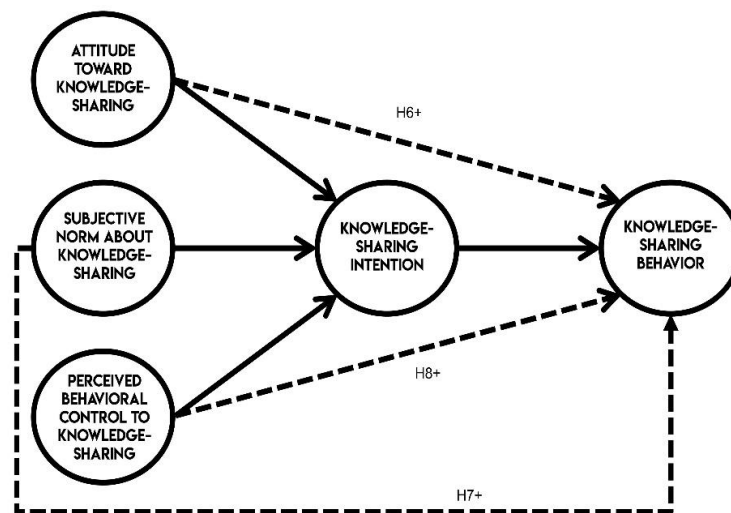 ATTITUDE
TOWARD
KNOWLEDGE-
SHARING
H6+
SUBJECTIVE
NORM ABOUT
KNOWLEDGE-
SHARING
KNOWLEDGE-
SHARING
INTENTION
KNOWLEDGE-
SHARING
BEHAVIOR
PERCEIVED
BEHAVIORAL
CONTROL TO
KNOWLEDGE-
SHARING
H8+
H7+